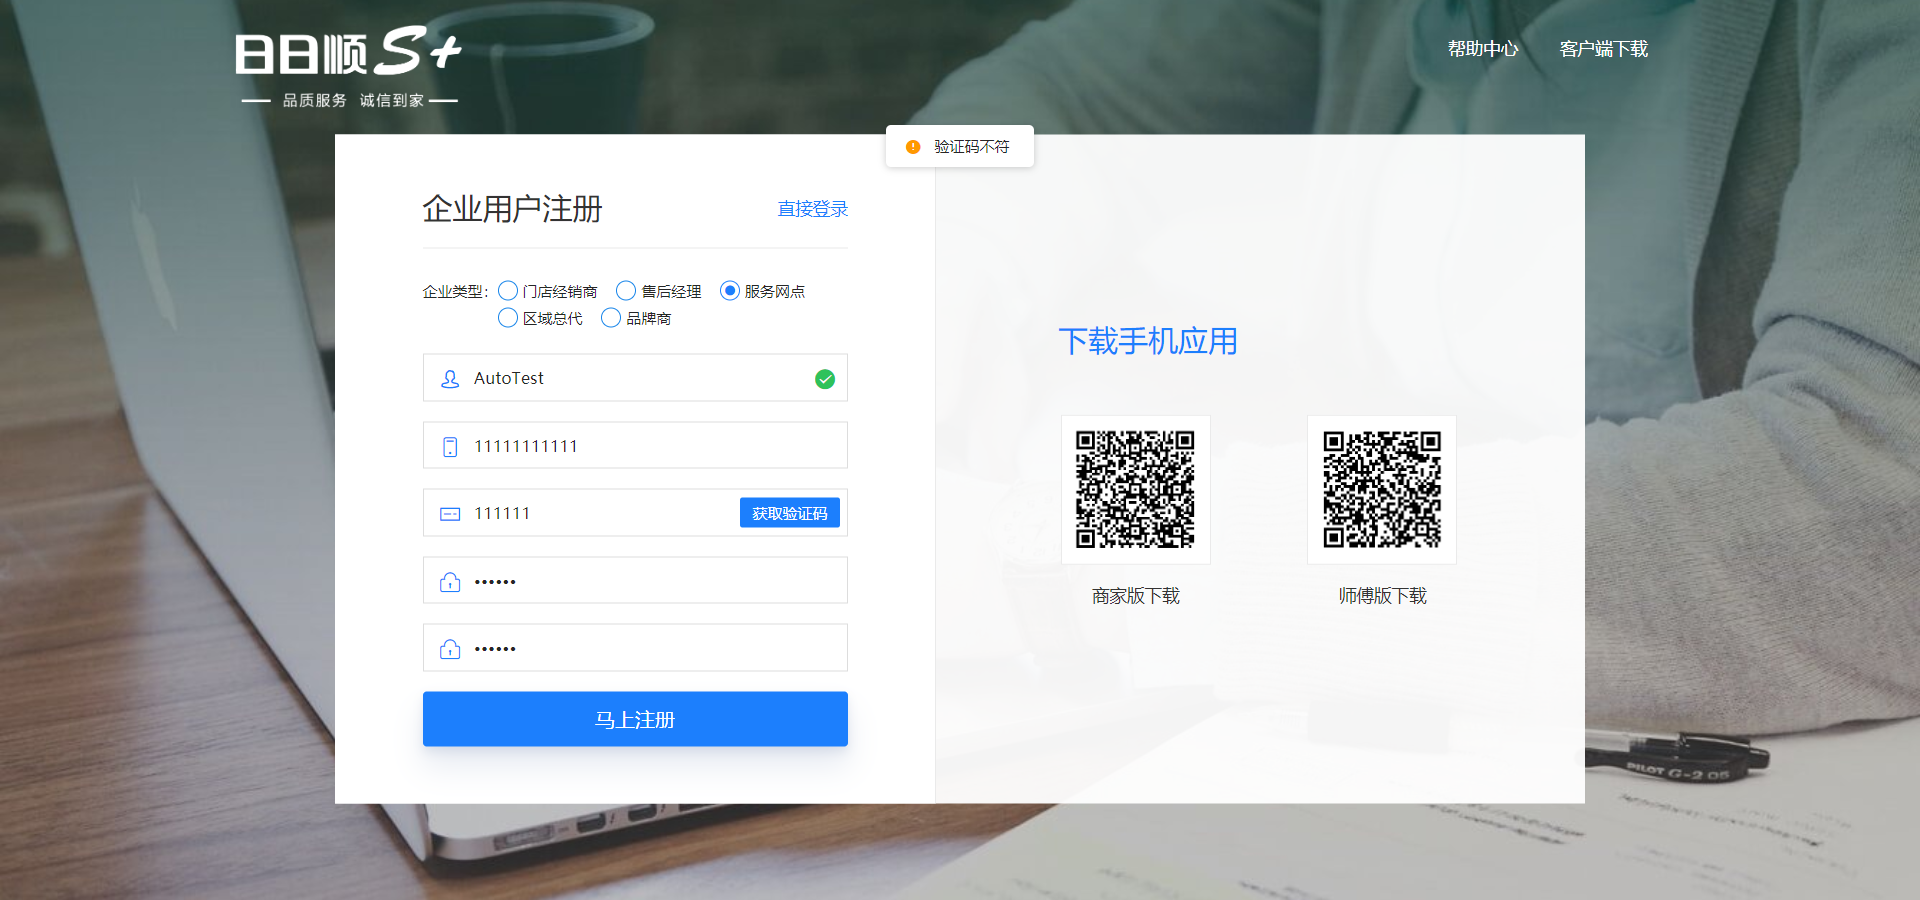 日日顺S+
品质服务 诚信到家
帮助中心 客户端下载
验证码不符
企业用户注册 直接登录
企业类型: 门店经销商 售后经理 服务网点
区域总代 品牌商
AutoTest
11111111111
111111 获取验证码
••••••
••••••
马上注册
下载手机应用
商家版下载 师傅版下载
PILOT G-2 05